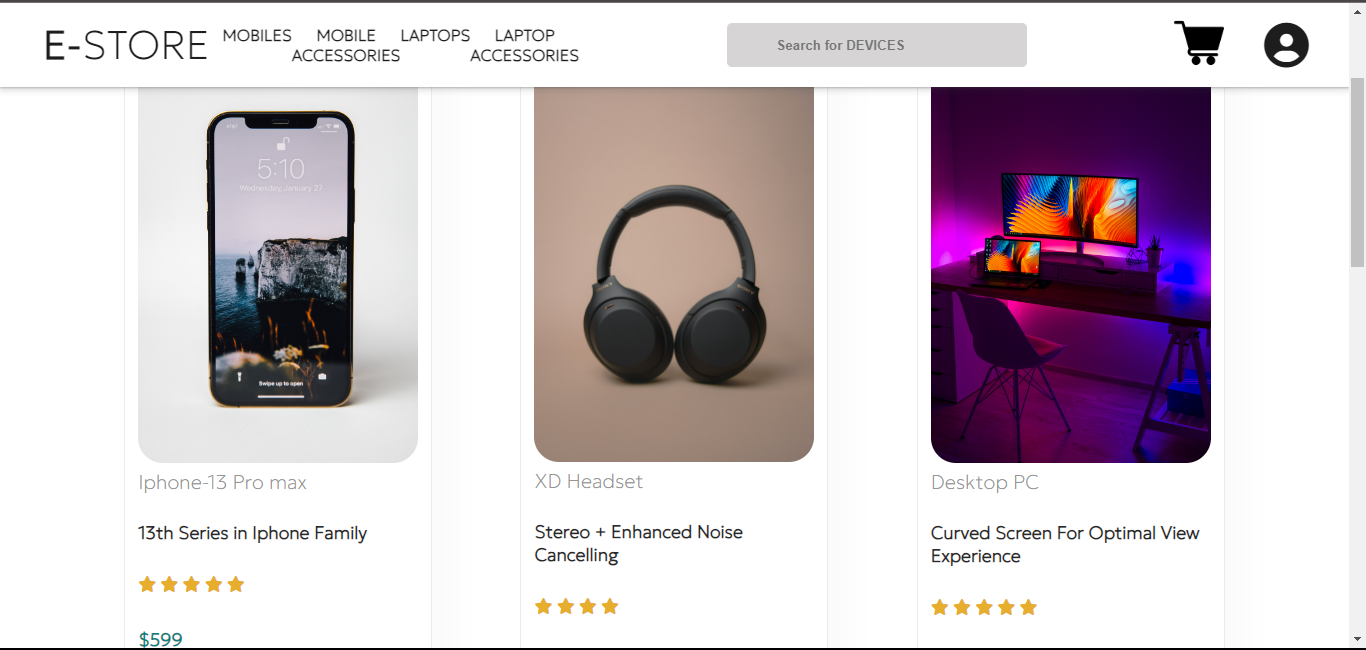 E-STORE
MOBILES
MOBILE
ACCESSORIES
LAPTOPS
LAPTOP
ACCESSORIES
Search for DEVICES
5:10
Wednesday, January 27
Swipe up to open
Iphone-13 Pro max
13th Series in Iphone Family
$599
XD Headset
Stereo + Enhanced Noise
Cancelling
Desktop PC
Curved Screen For Optimal View
Experience